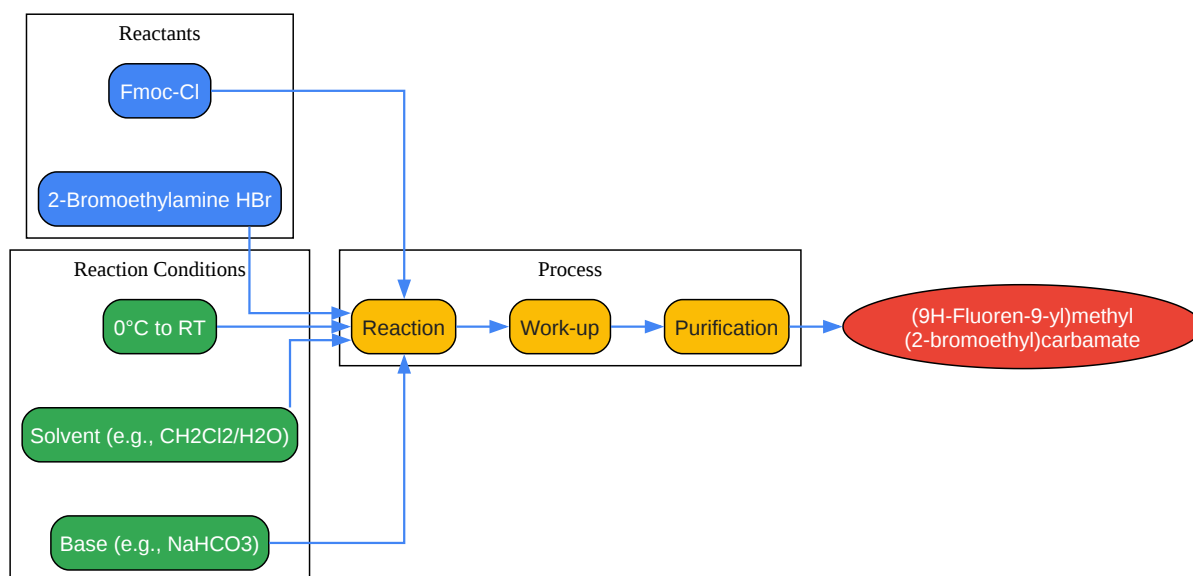 Reactants
Fmoc-Cl
2-Bromoethylamine HBr
Reaction Conditions
0°C to RT
Solvent (e.g., CH2Cl2/H2O)
Base (e.g., NaHCO3)
Process
Reaction
Work-up
Purification
(9H-Fluoren-9-yl)methyl
(2-bromoethyl)carbamate